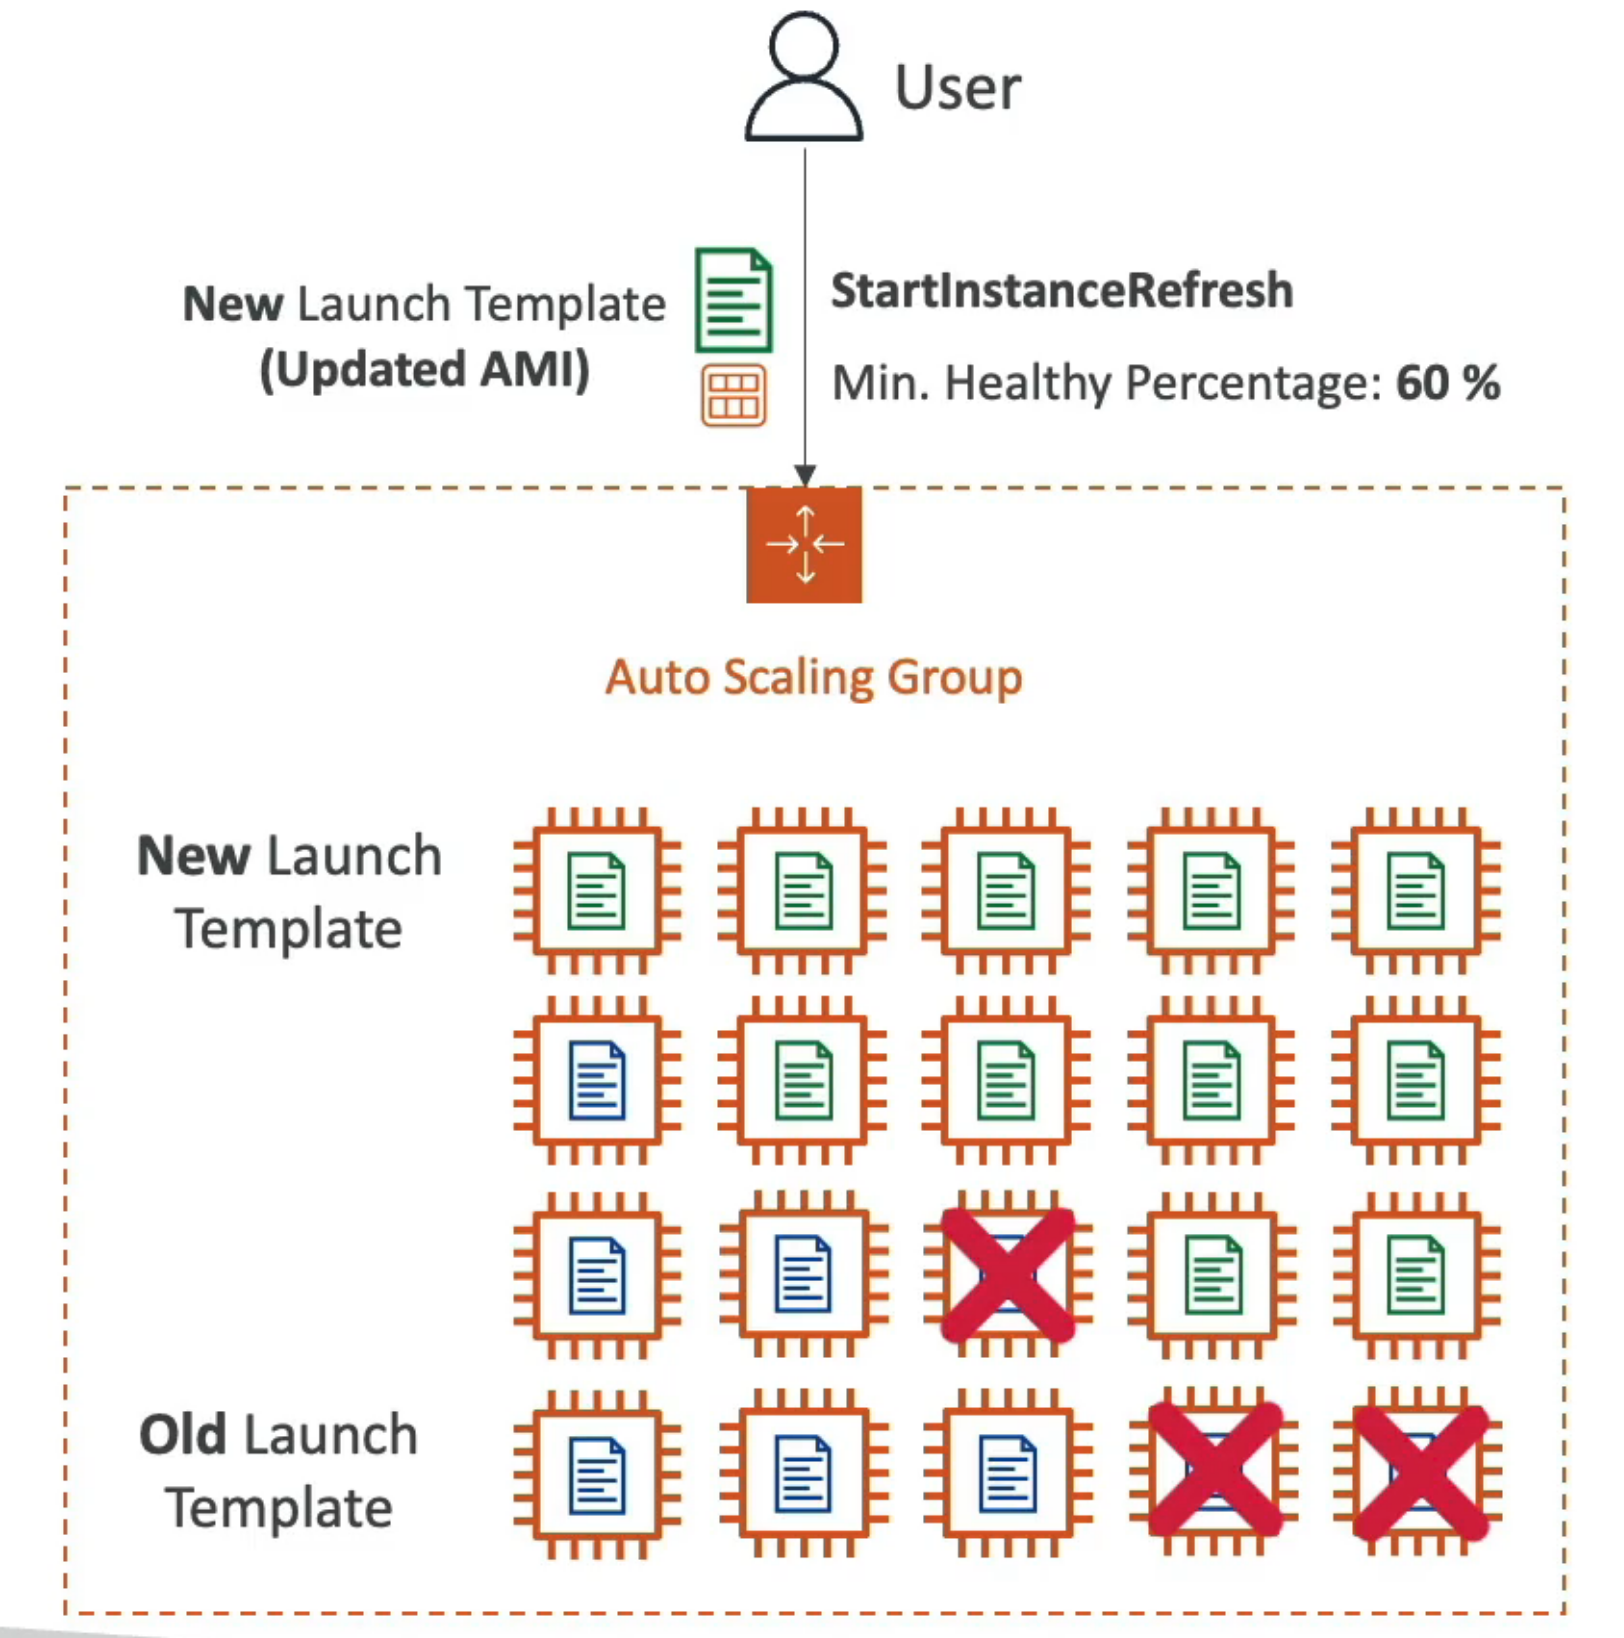 User
New Launch Template
(Updated AMI)
StartInstanceRefresh
Min. Healthy Percentage: 60 %
Auto Scaling Group
New Launch
Template
Old Launch
Template